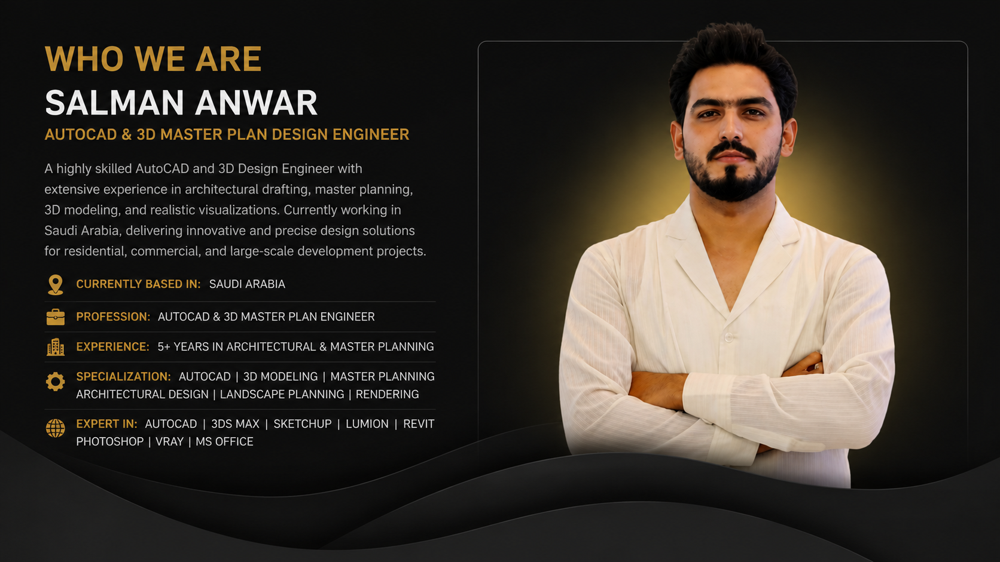 WHO WE ARE
SALMAN ANWAR
AUTOCAD & 3D MASTER PLAN DESIGN ENGINEER
A highly skilled AutoCAD and 3D Design Engineer with
extensive experience in architectural drafting, master planning,
3D modeling, and realistic visualizations. Currently working in
Saudi Arabia, delivering innovative and precise design solutions
for residential, commercial, and large-scale development projects.
CURRENTLY BASED IN: SAUDI ARABIA
PROFESSION: AUTOCAD & 3D MASTER PLAN ENGINEER
EXPERIENCE: 5+ YEARS IN ARCHITECTURAL & MASTER PLANNING
SPECIALIZATION: AUTOCAD | 3D MODELING | MASTER PLANNING
ARCHITECTURAL DESIGN | LANDSCAPE PLANNING | RENDERING
EXPERT IN: AUTOCAD | 3DS MAX | SKETCHUP | LUMION | REVIT
PHOTOSHOP | VRAY | MS OFFICE